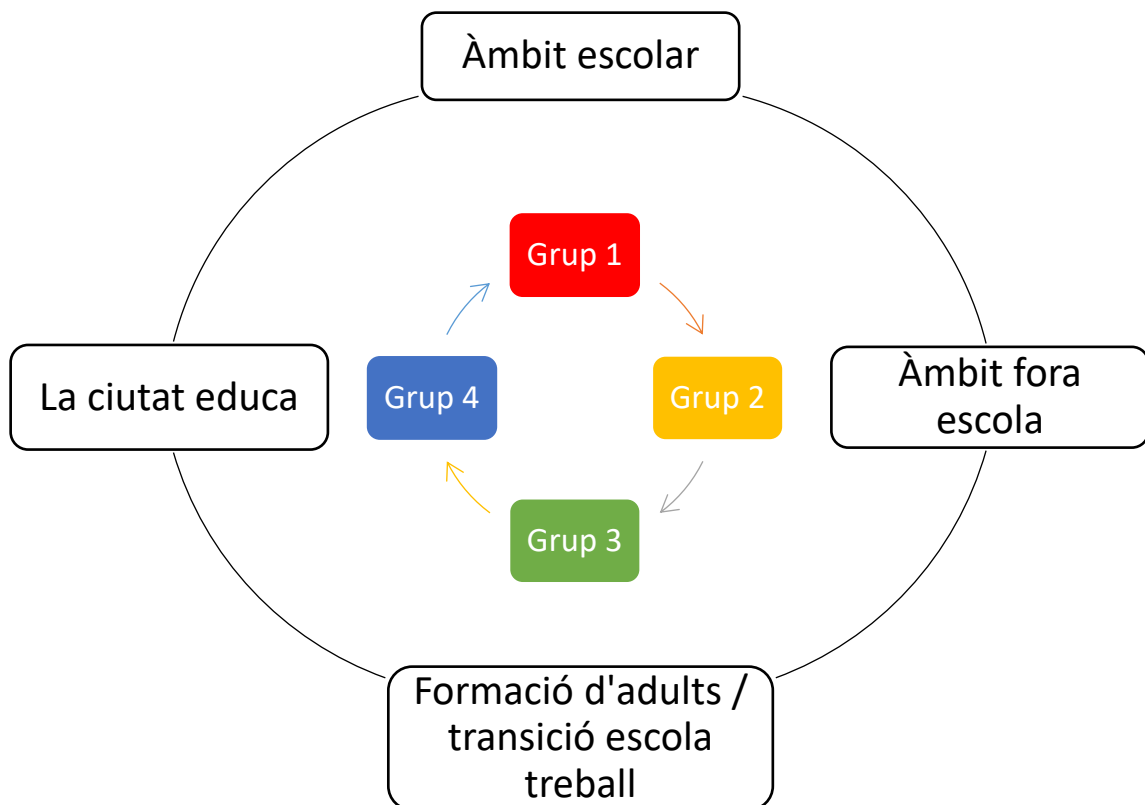 Àmbit escolar
Grup 1
La ciutat educa
Grup 4
Grup 2
Àmbit fora
escola
Grup 3
Formació d'adults /
transició escola
treball